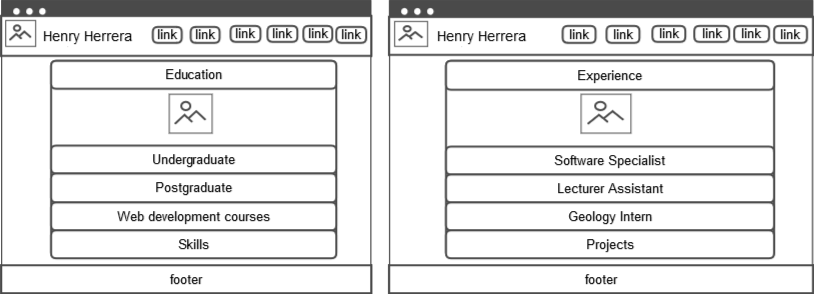 Henry Herrera link link link link link link
Education
Undergraduate
Postgraduate
Web development courses
Skills
footer
Henry Herrera link link link link link link
Experience
Software Specialist
Lecturer Assistant
Geology Intern
Projects
footer